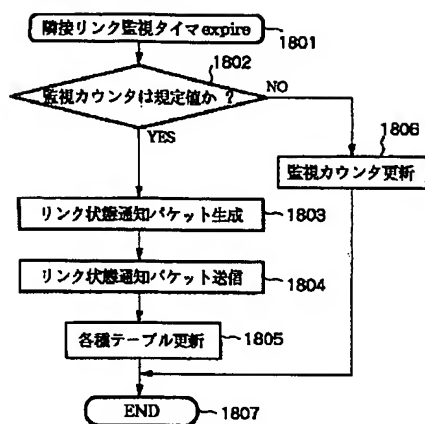 隣接リンク監視タイマexpire
1801
1802
監視カウンタは規定値か ?
NO
YES
1806
監視カウンタ更新
リンク状態通知パケット生成
1803
リンク状態通知パケット送信
1804
各種テーブル更新
1805
END
1807